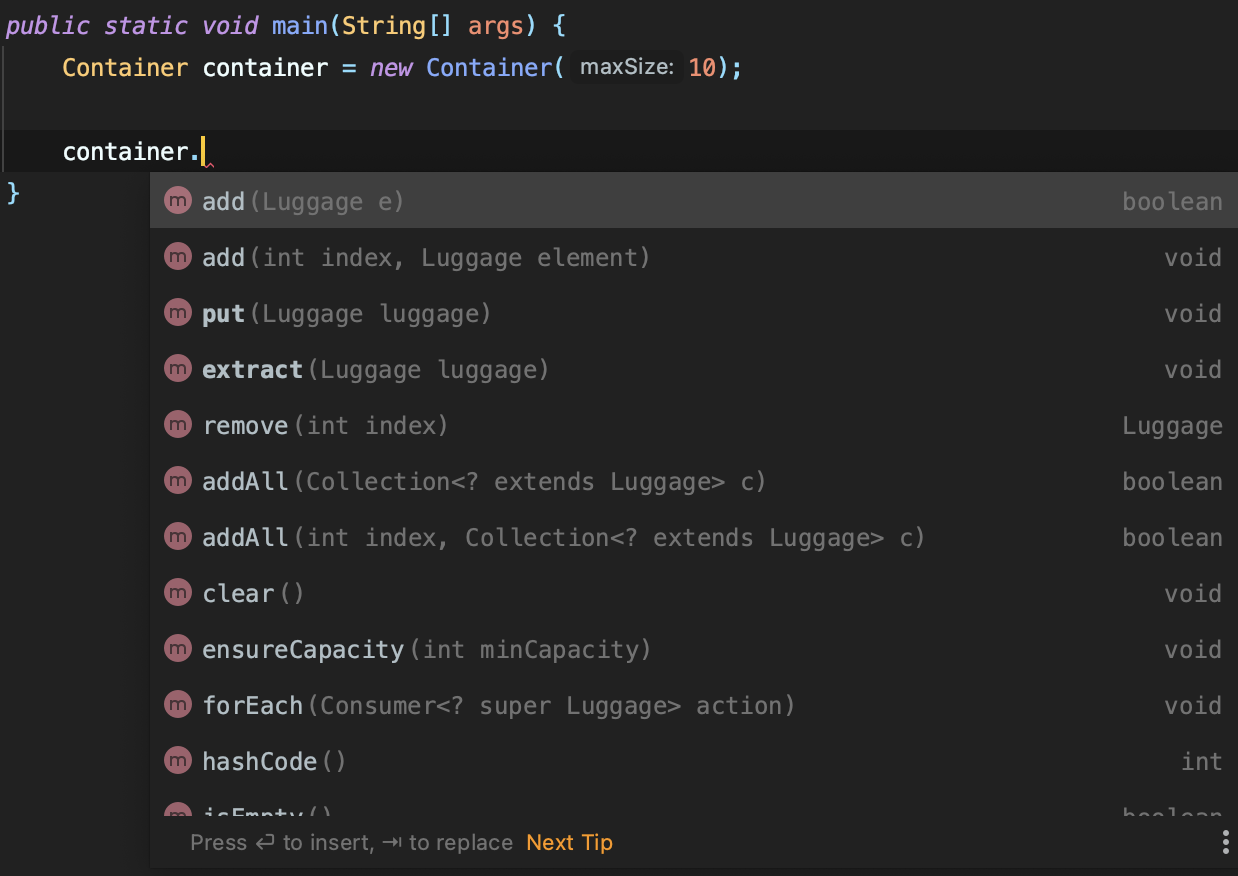 public static void main(String[] args) {
Container container = new Container( maxSize: 10);
container.
}
m add(Luggage e) boolean
m add(int index, Luggage element) void
m put(Luggage luggage) void
m extract(Luggage luggage) void
m remove(int index) Luggage
m addAll(Collection<? extends Luggage> c) boolean
m addAll(int index, Collection<? extends Luggage> c) boolean
m clear() void
m ensureCapacity(int minCapacity) void
m forEach(Consumer<? super Luggage> action) void
m hashCode() int
m isEmpty() boolean
Press ↩ to insert, ⇥ to replace Next Tip